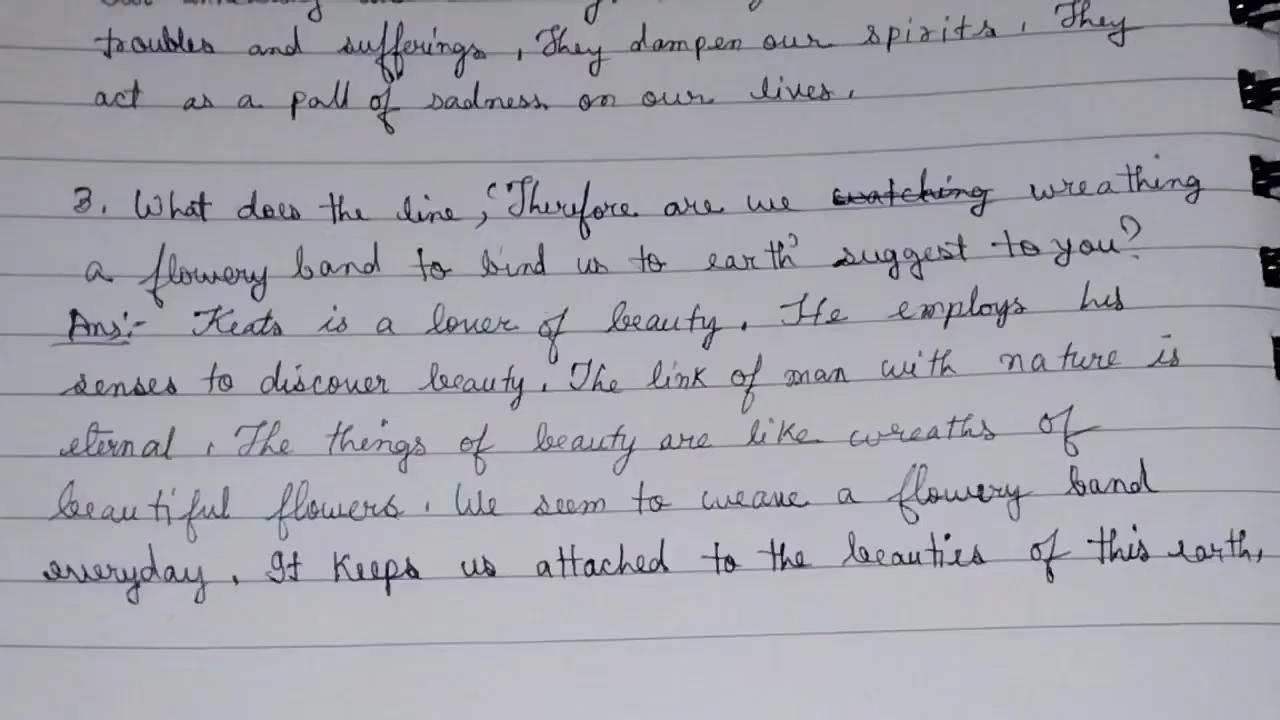 troubles and sufferings. They dampen our spirits. They
act as a pall of sadness on our lives.
3. What does the line, 'Therefore are we watching wreathing
a flowery band to bind us to earth' suggest to you?
Ans:- Keats is a lover of beauty. He employs his
senses to discover beauty. The link of man with nature is
eternal. The things of beauty are like wreaths of
beautiful flowers. We seem to weave a flowery band
everyday. It keeps us attached to the beauties of this earth.